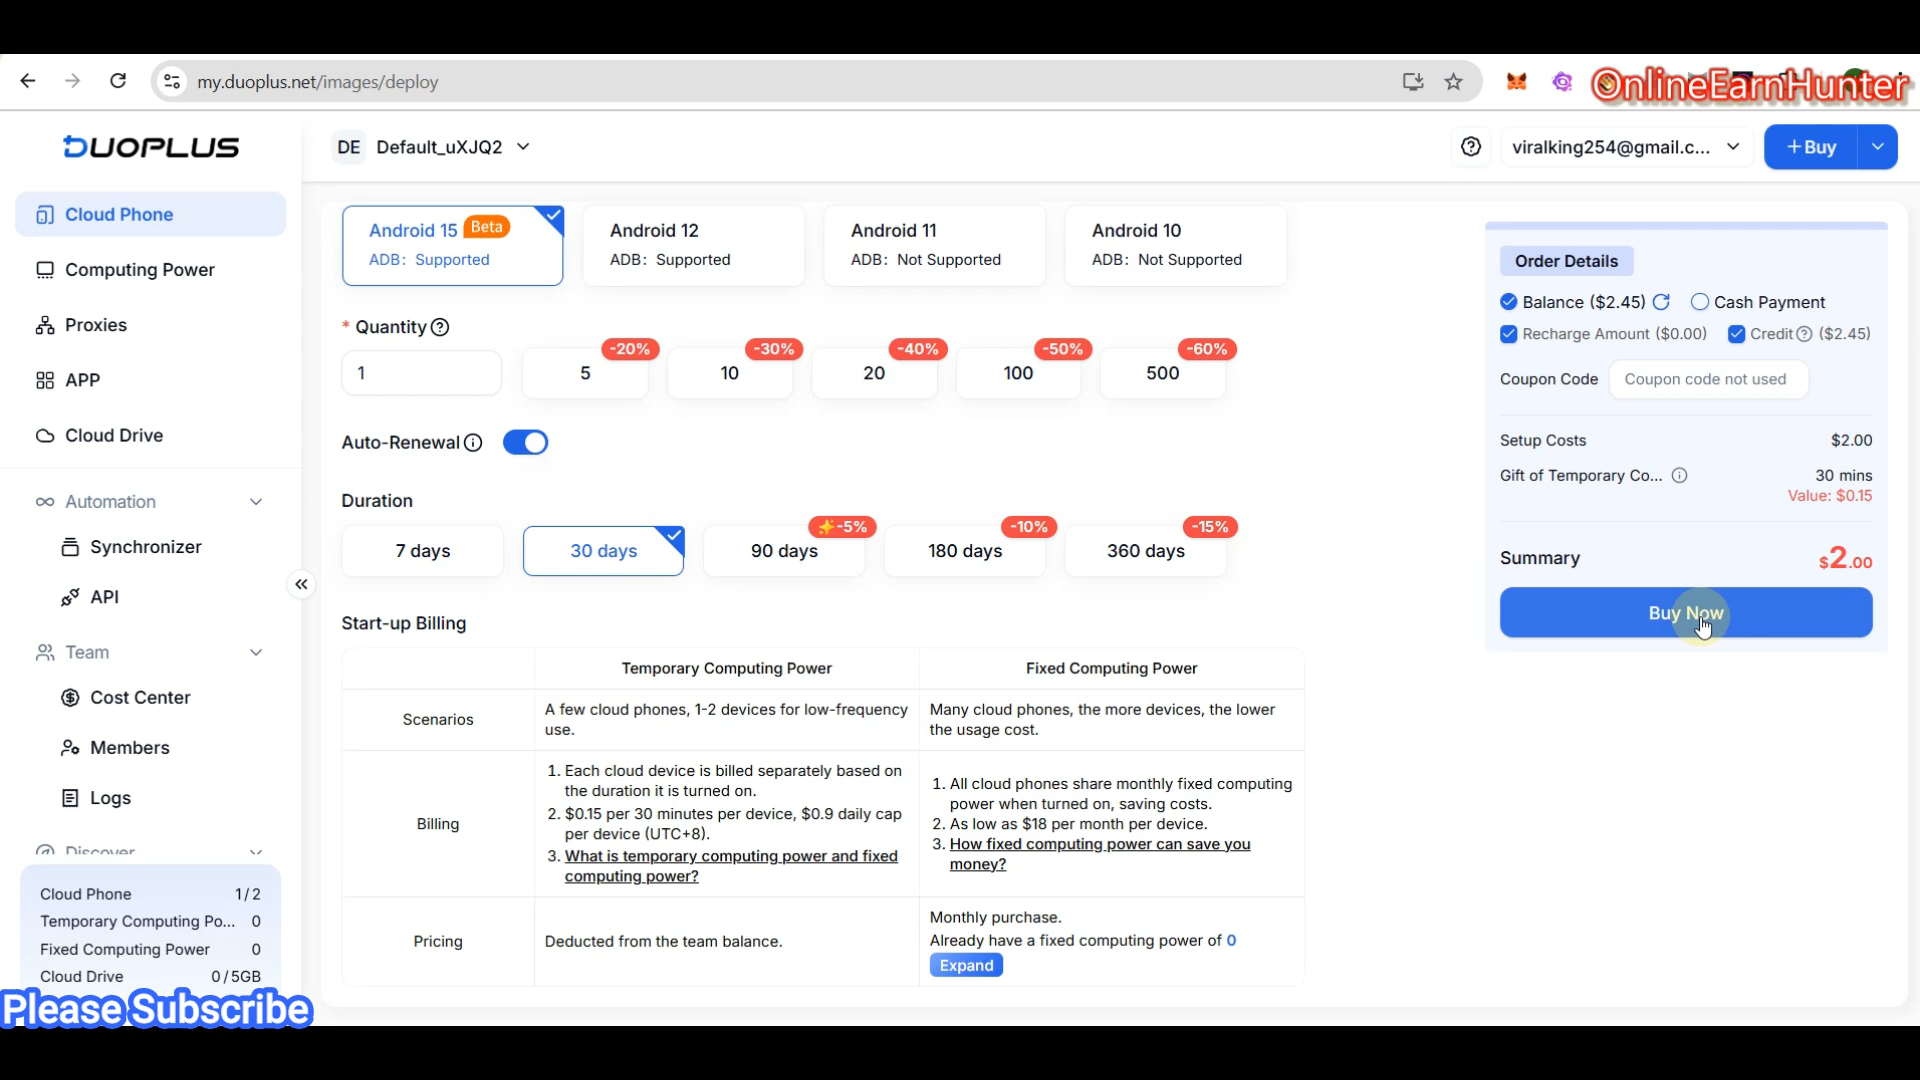 my.duoplus.net/images/deploy
OnlineEarnHunter
DUOPLUS
DE Default_uXJQ2
viralking254@gmail.c...
+Buy
Cloud Phone
Computing Power
Proxies
APP
Cloud Drive
Automation
Synchronizer
API
Team
Cost Center
Members
Logs
Discover
Cloud Phone 1/2
Temporary Computing Po... 0
Fixed Computing Power 0
Cloud Drive 0/5GB
Please Subscribe
Android 15 Beta
ADB: Supported
Android 12
ADB: Supported
Android 11
ADB: Not Supported
Android 10
ADB: Not Supported
* Quantity
1
5 -20%
10 -30%
20 -40%
100 -50%
500 -60%
Auto-Renewal
Duration
7 days
30 days
90 days -5%
180 days -10%
360 days -15%
Start-up Billing
Temporary Computing Power
Fixed Computing Power
Scenarios
A few cloud phones, 1-2 devices for low-frequency
use.
Many cloud phones, the more devices, the lower
the usage cost.
Billing
1. Each cloud device is billed separately based on
the duration it is turned on.
2. $0.15 per 30 minutes per device, $0.9 daily cap
per device (UTC+8).
3. What is temporary computing power and fixed
computing power?
1. All cloud phones share monthly fixed computing
power when turned on, saving costs.
2. As low as $18 per month per device.
3. How fixed computing power can save you
money?
Pricing
Deducted from the team balance.
Monthly purchase.
Already have a fixed computing power of 0
Expand
Order Details
Balance ($2.45)
Cash Payment
Recharge Amount ($0.00)
Credit ($2.45)
Coupon Code
Coupon code not used
Setup Costs $2.00
Gift of Temporary Co... 30 mins
Value: $0.15
Summary $2.00
Buy Now